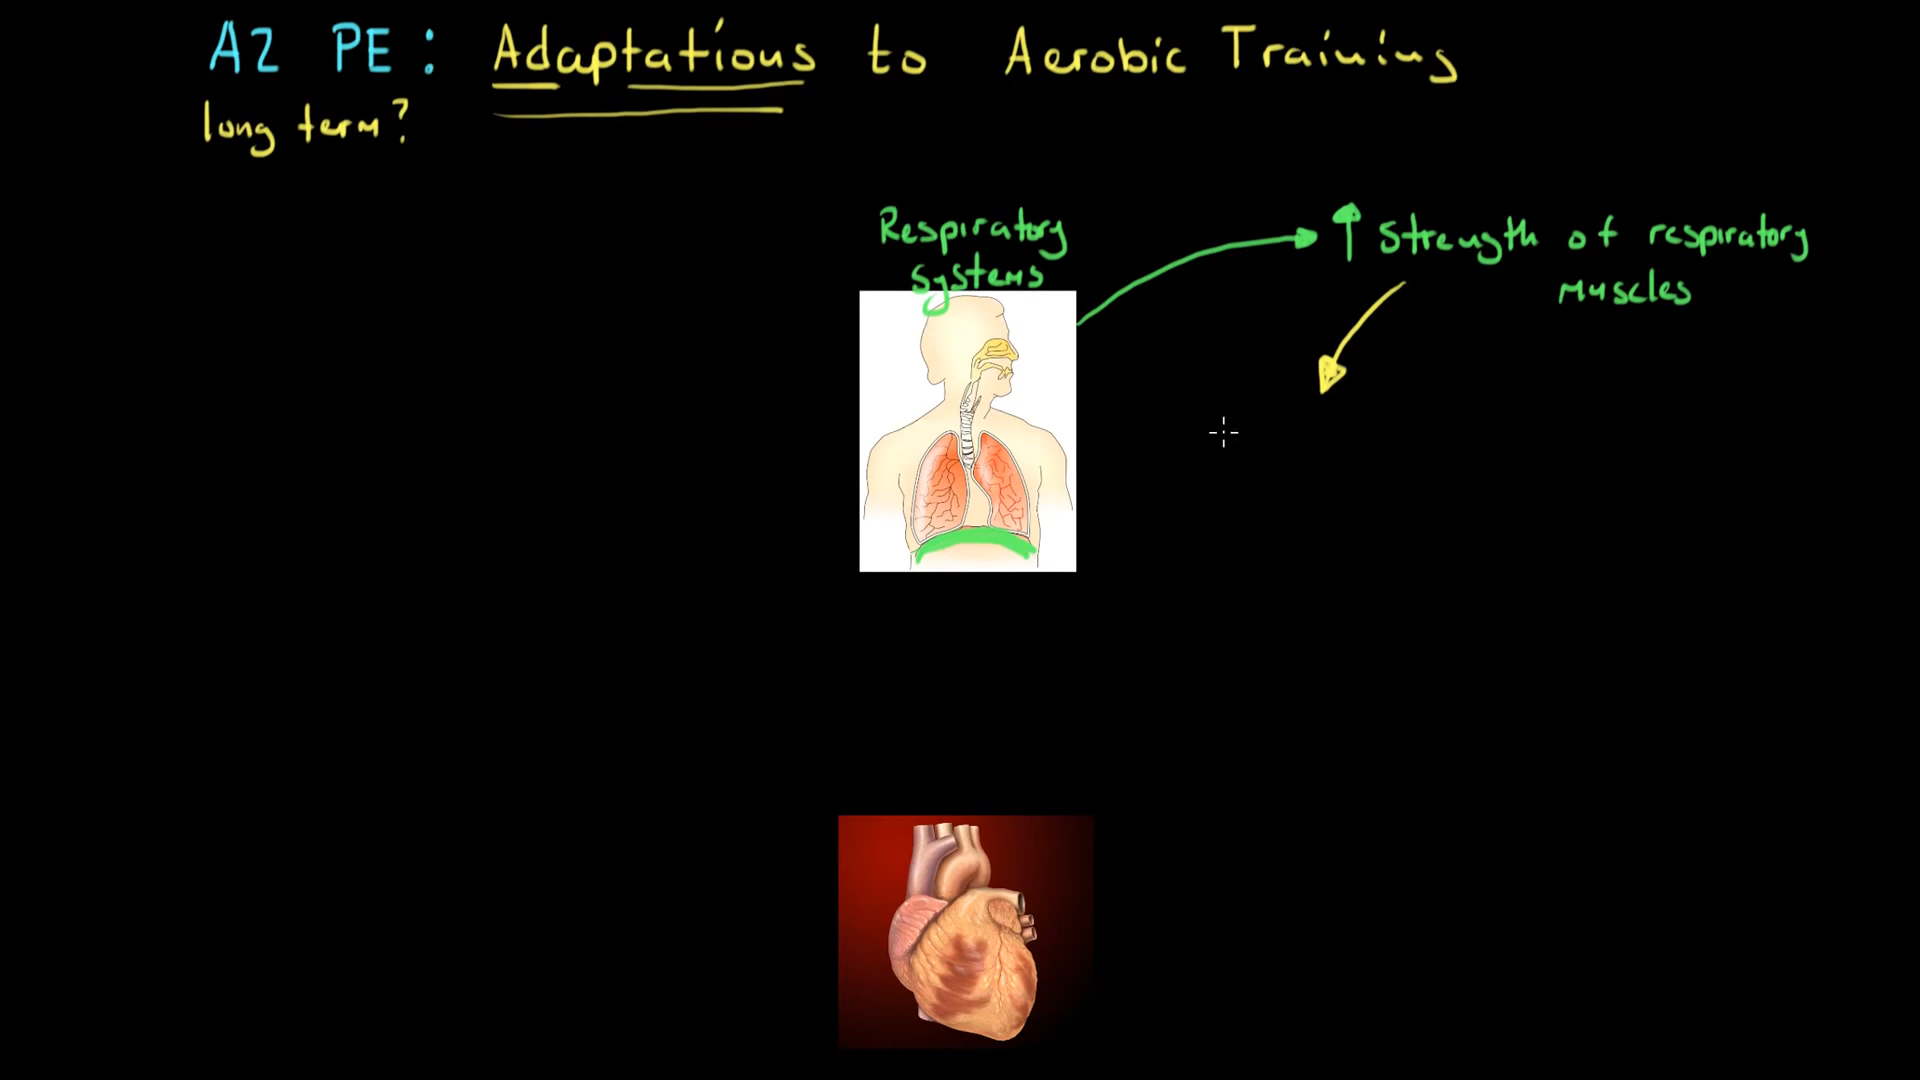 A2 PE: Adaptations to Aerobic Training
long term?
Respiratory
systems
↑ Strength of respiratory
muscles